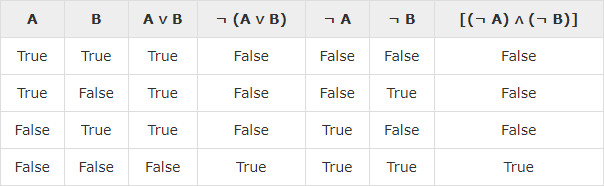 A B A ∨ B ¬ (A ∨ B) ¬ A ¬ B [(¬ A) ∧ (¬ B)]
True True True False False False False
True False True False False True False
False True True False True False False
False False False True True True True